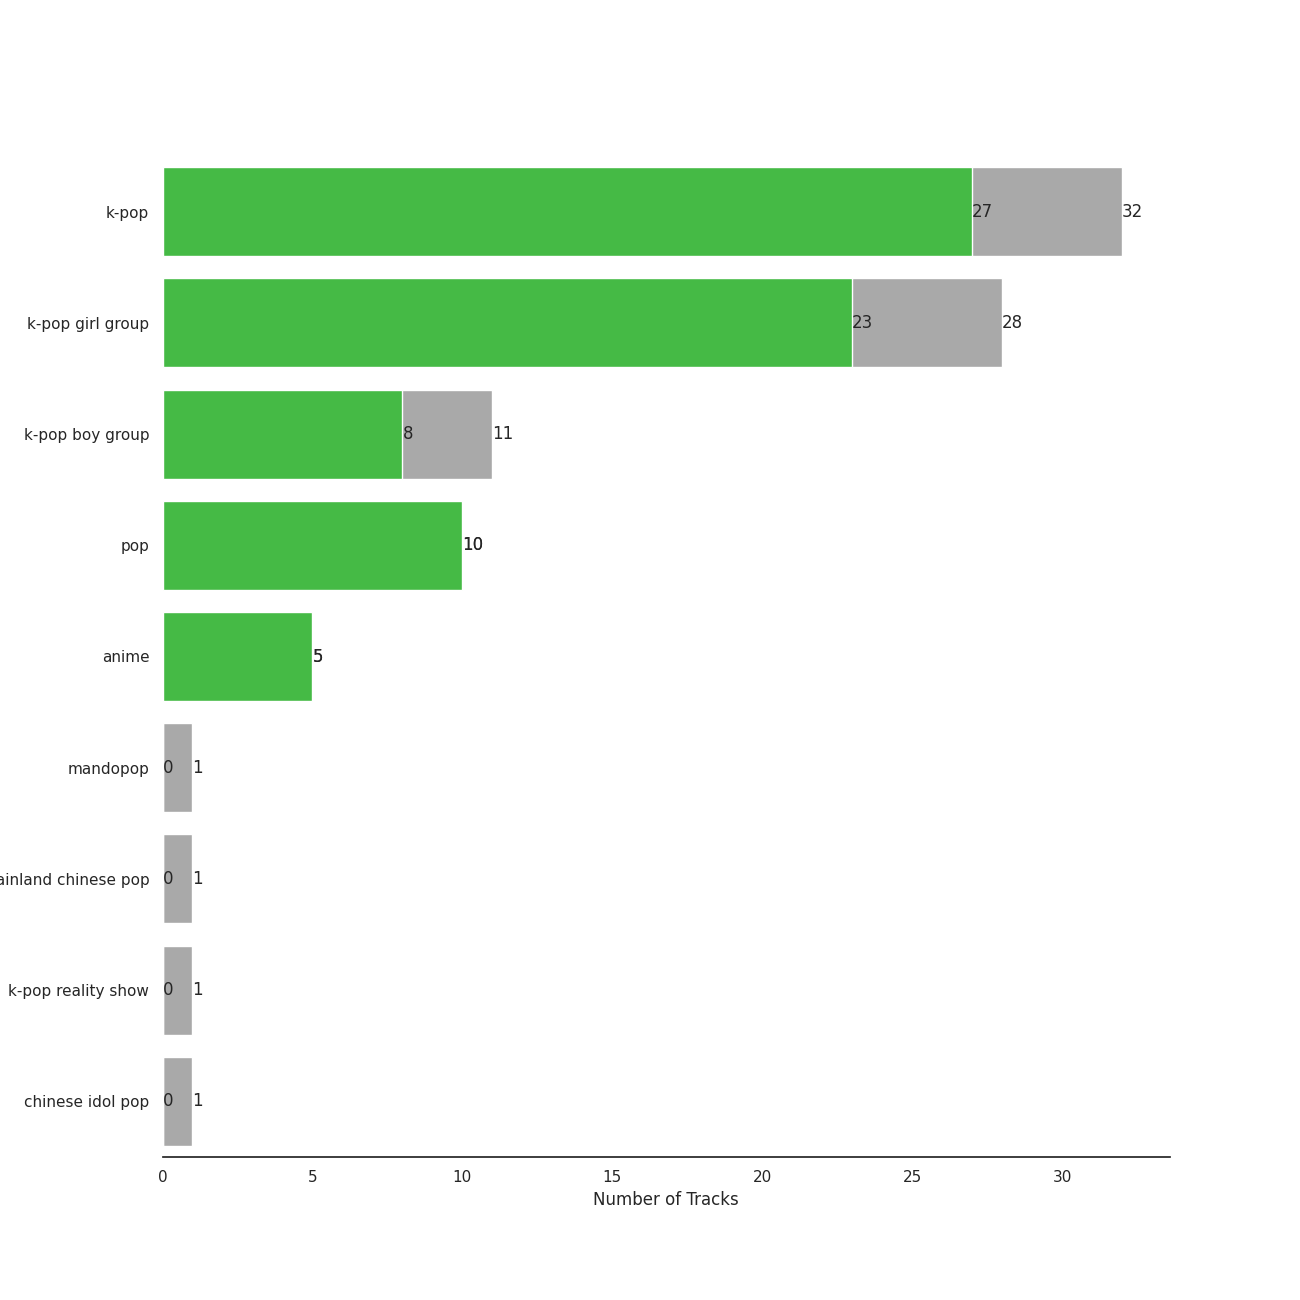 k-pop 27 32
k-pop girl group 23 28
k-pop boy group 8 11
pop 10
anime 5
mandopop 0 1
ainland chinese pop 0 1
k-pop reality show 0 1
chinese idol pop 0 1
0 5 10 15 20 25 30
Number of Tracks